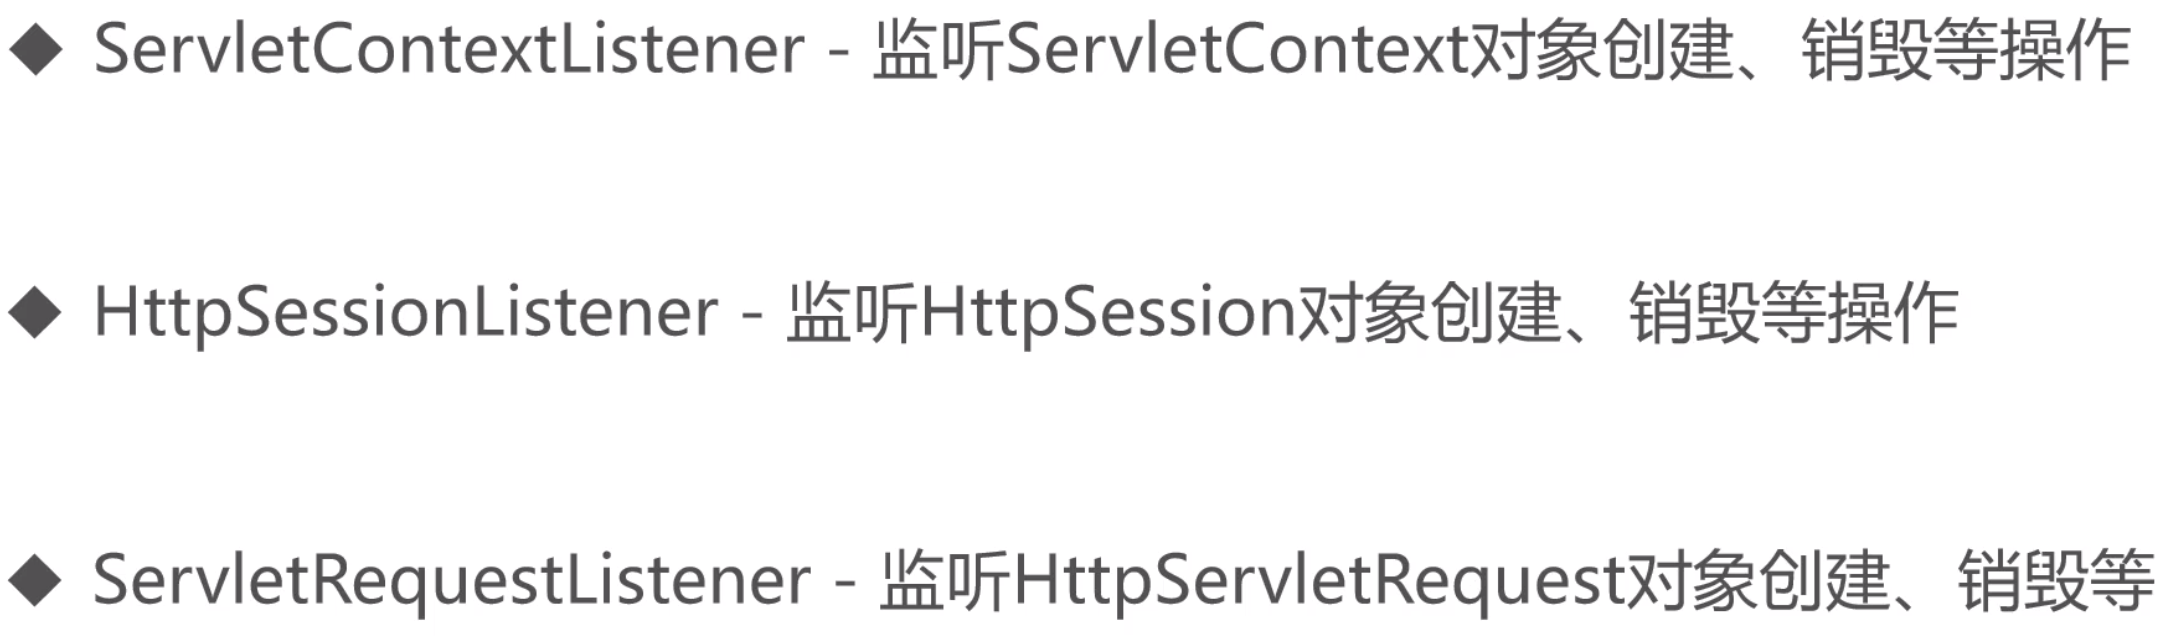 ◆ ServletContextListener - 监听ServletContext对象创建、销毁等操作
◆ HttpSessionListener - 监听HttpSession对象创建、销毁等操作
◆ ServletRequestListener - 监听HttpServletRequest对象创建、销毁等